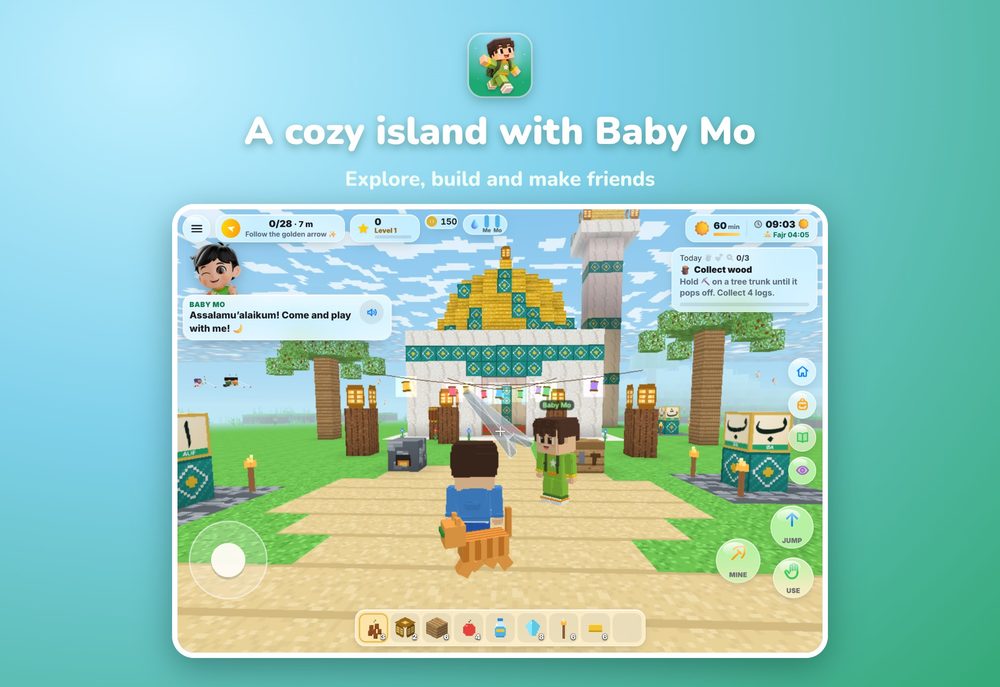 A cozy island with Baby Mo
Explore, build and make friends
0/28 · 7 m
Follow the golden arrow ✨
0
Level 1
150
Me Mo
60 min
09:03
Fajr 04:05
Today 0/3
Collect wood
Hold ⛏ on a tree trunk until it
pops off. Collect 4 logs.
BABY MO
Assalamu’alaikum! Come and play
with me! 🌙
Baby Mo
ا
ALIF
ب
ب
BA
JUMP
MINE
USE